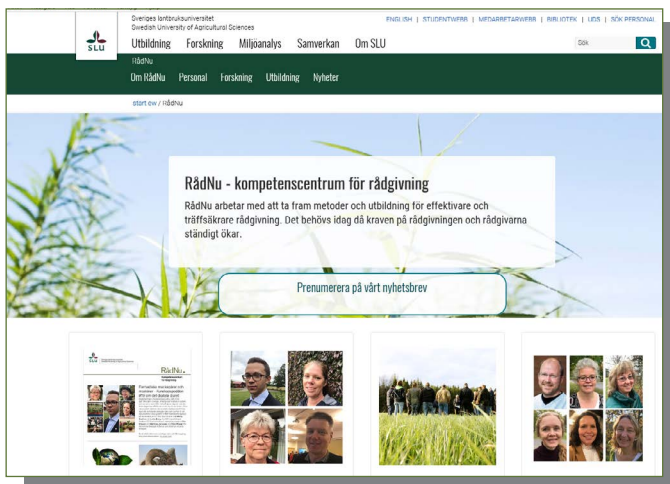 Sveriges lantbruksuniversitet
Swedish University of Agricultural Sciences
ENGLISH | STUDENTWEBB | MEDARBETARWEBB | BIBLIOTEK | UDS | SÖK PERSONAL
SLU
Utbildning Forskning Miljöanalys Samverkan Om SLU
Sök
RådNu
Om RådNu Personal Forskning Utbildning Nyheter
start ew / RådNu
RådNu - kompetenscentrum för rådgivning
RådNu arbetar med att ta fram metoder och utbildning för effektivare och
träffsäkrare rådgivning. Det behövs idag då kraven på rådgivningen och rådgivarna
ständigt ökar.
Prenumerera på vårt nyhetsbrev
SLU
RådNu